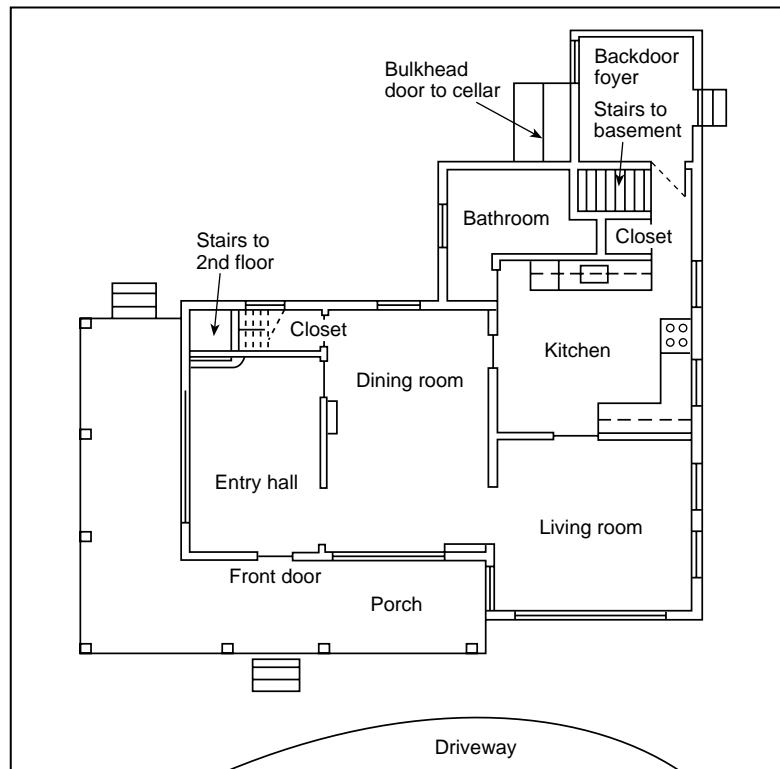 Backdoor
foyer
Bulkhead
door to cellar
Stairs to
basement
Bathroom
Closet
Stairs to
2nd floor
Closet
Kitchen
Dining room
Entry hall
Living room
Front door
Porch
Driveway